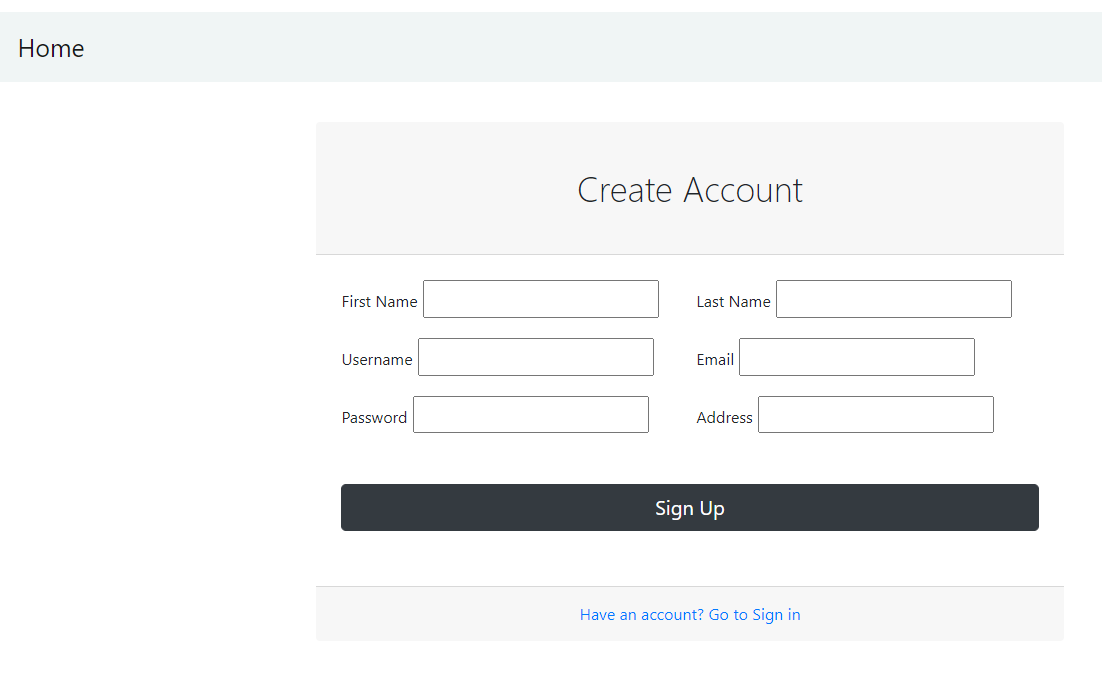 Home
Create Account
First Name Last Name
Username Email
Password Address
Sign Up
Have an account? Go to Sign in